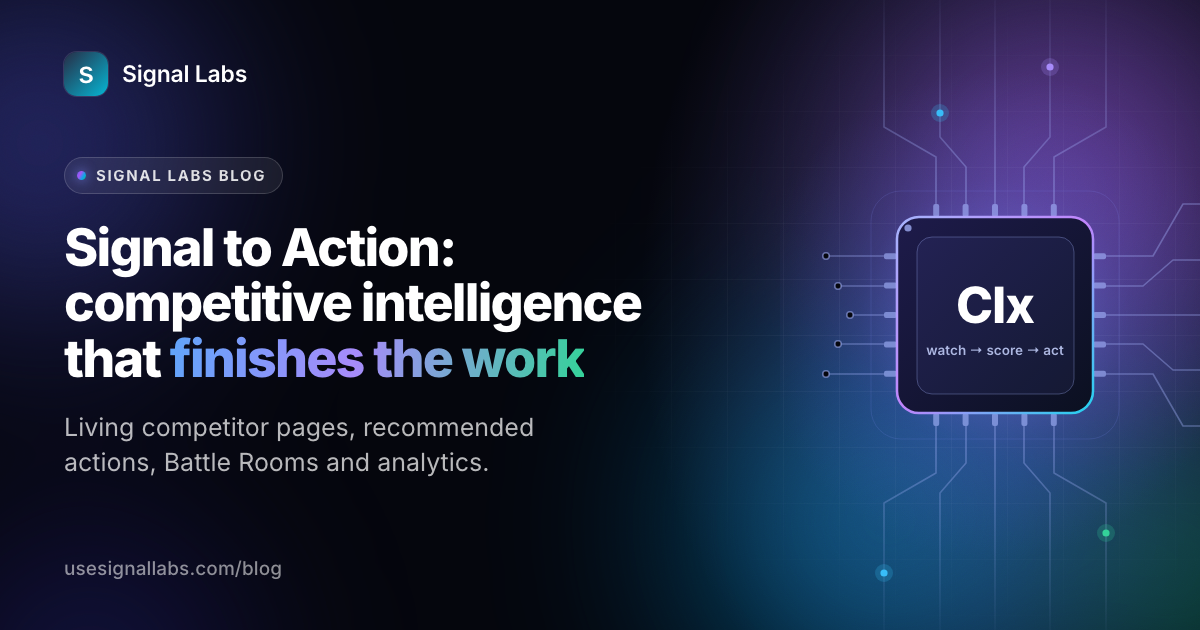 S
Signal Labs
SIGNAL LABS BLOG
Signal to Action:
competitive intelligence
that finishes the work
Living competitor pages, recommended
actions, Battle Rooms and analytics.
usesignallabs.com/blog
CIx
watch → score → act